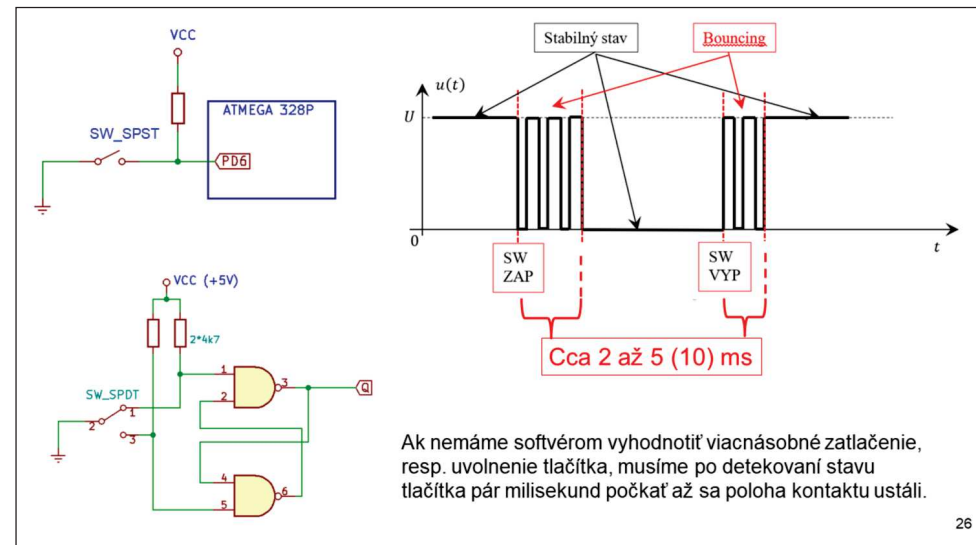 VCC
ATMEGA 328P
SW_SPST
PD6
VCC (+5V)
2*4k7
SW_SPDT
1
2
3
1
2
3
Q
4
5
6
Stabilný stav
Bouncing
u(t)
U
0
t
SW
ZAP
SW
VYP
Cca 2 až 5 (10) ms
Ak nemáme softvérom vyhodnotiť viacnásobné zatlačenie,
resp. uvolnenie tlačítka, musíme po detekovaní stavu
tlačítka pár milisekund počkať až sa poloha kontaktu ustáli.
26